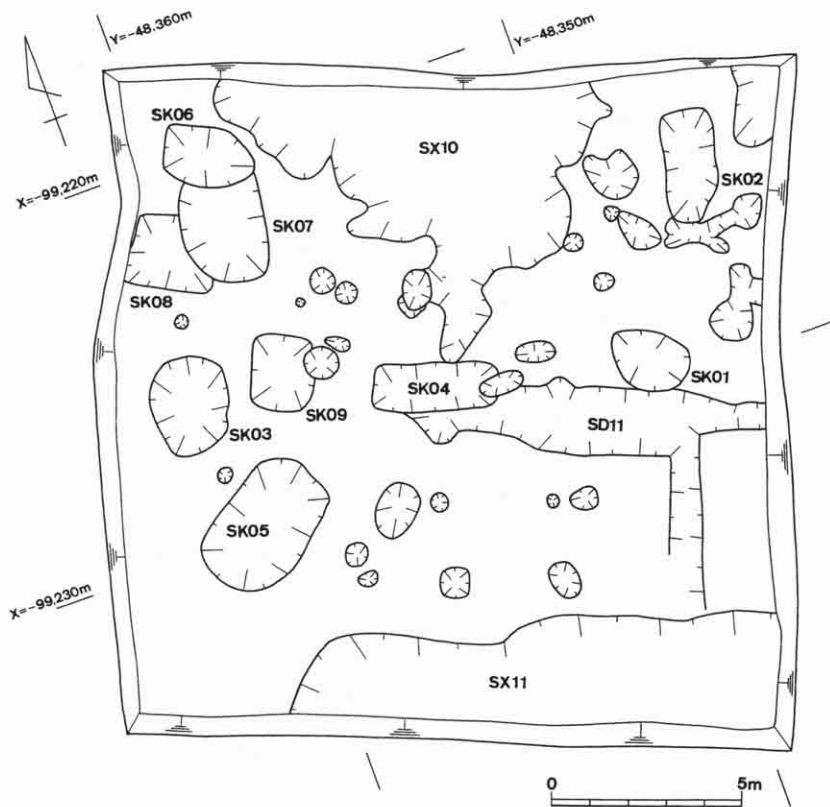 Y=-48,360m
Y=-48,350m
SK06
SX10
SK02
X=-99,220m
SK07
SK08
SK04
SK01
SK09
SD11
SK03
SK05
X=-99,230m
SX11
0 5m